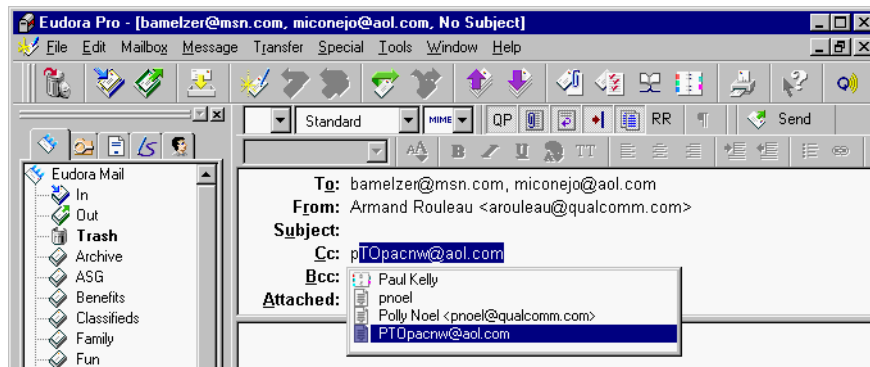 Eudora Pro - [bamelzer@msn.com, miconejo@aol.com, No Subject]
File Edit Mailbox Message Transfer Special Tools Window Help
Standard MIME QP RR ¶ Send
A B I U TT
Eudora Mail
In
Out
Trash
Archive
ASG
Benefits
Classifieds
Family
Fun
To: bamelzer@msn.com, miconejo@aol.com
From: Armand Rouleau <arouleau@qualcomm.com>
Subject:
Cc: pTOpacnw@aol.com
Bcc:
Attached:
Paul Kelly
pnoel
Polly Noel <pnoel@qualcomm.com>
PTOpacnw@aol.com